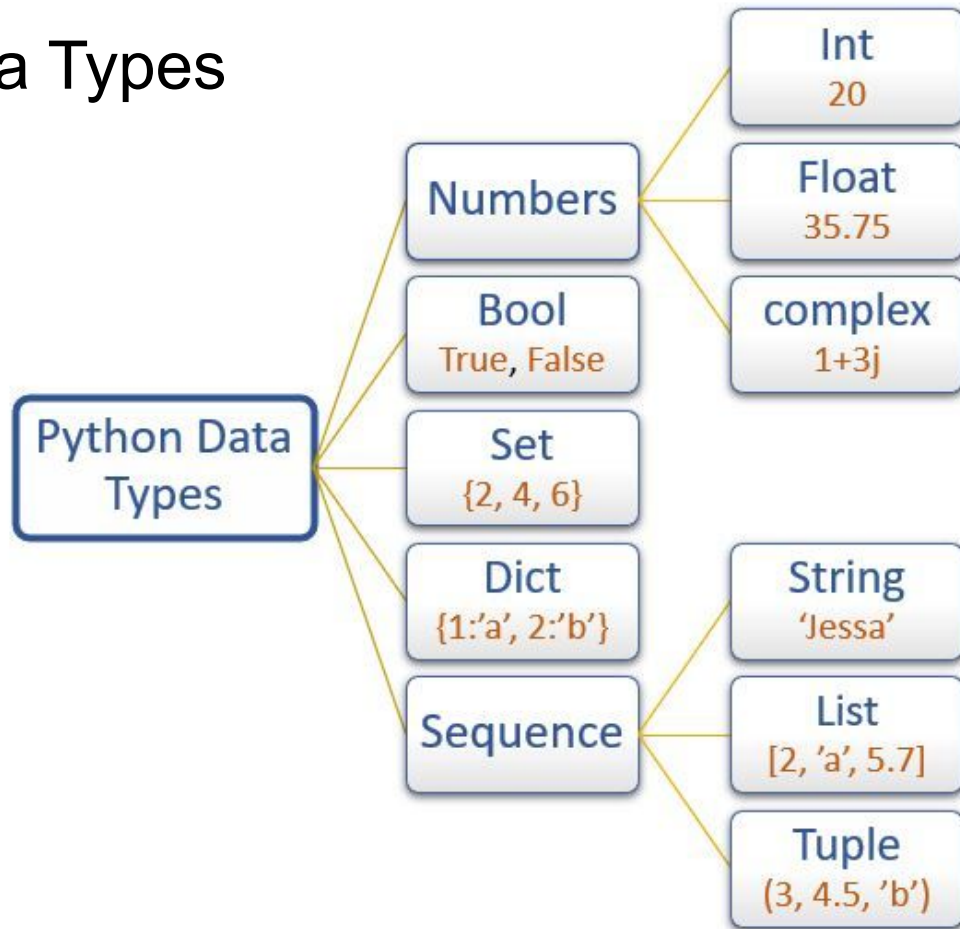 a Types
Python Data
Types
Numbers
Int
20
Float
35.75
complex
1+3j
Bool
True, False
Set
{2, 4, 6}
Dict
{1:’a’, 2:’b’}
Sequence
String
‘Jessa’
List
[2, ’a’, 5.7]
Tuple
(3, 4.5, ’b’)